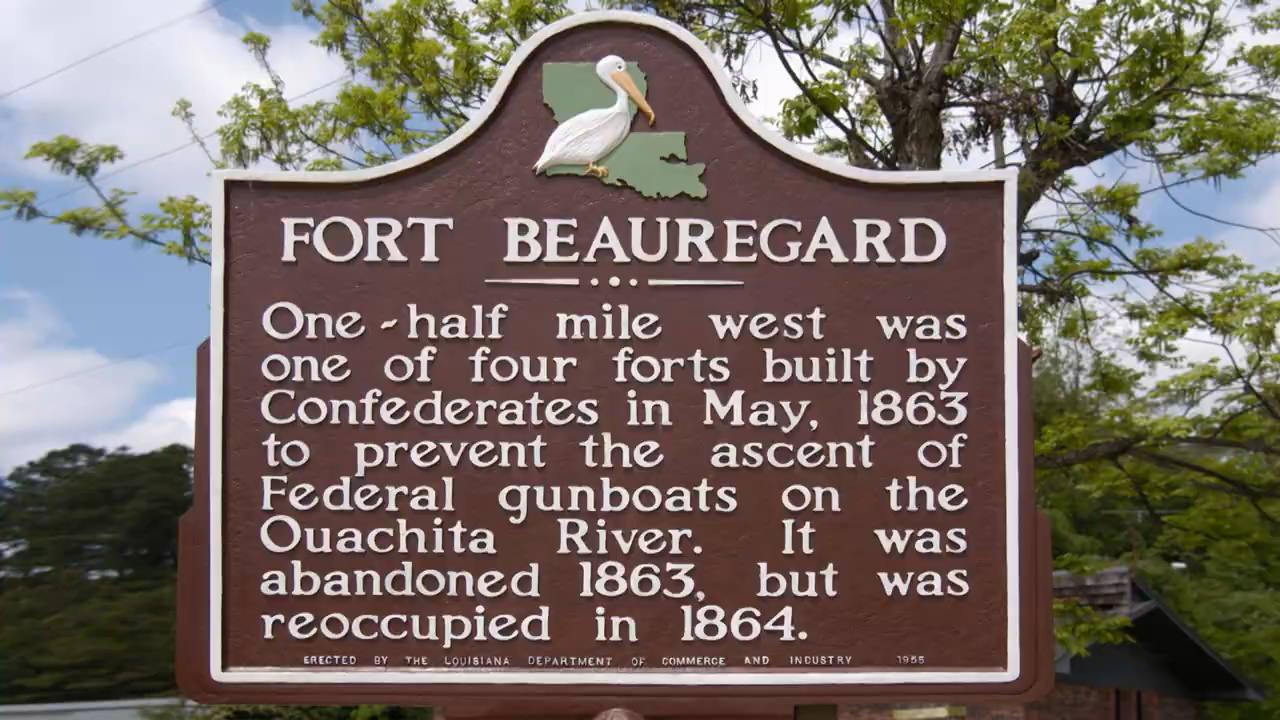 FORT BEAUREGARD
One-half mile west was
one of four forts built by
Confederates in May, 1863
to prevent the ascent of
Federal gunboats on the
Ouachita River. It was
abandoned 1863, but was
reoccupied in 1864.
ERECTED BY THE LOUISIANA DEPARTMENT OF COMMERCE AND INDUSTRY 1955